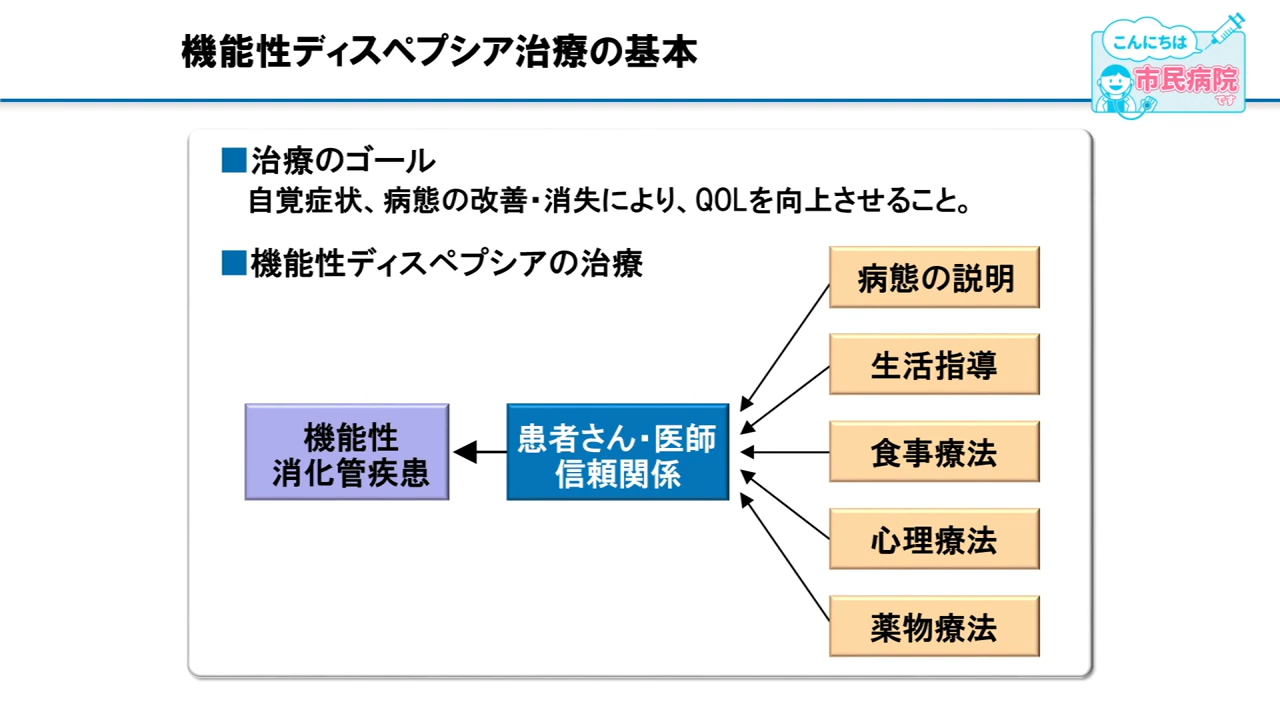 機能性ディスペプシア治療の基本
こんにちは
市民病院
です
■治療のゴール
自覚症状、病態の改善・消失により、QOLを向上させること。
■機能性ディスペプシアの治療
病態の説明
生活指導
食事療法
心理療法
薬物療法
患者さん・医師
信頼関係
機能性
消化管疾患